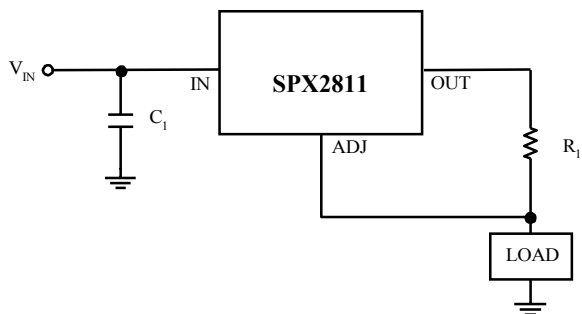 V_IN
IN
SPX2811
OUT
C_1
ADJ
R_1
LOAD